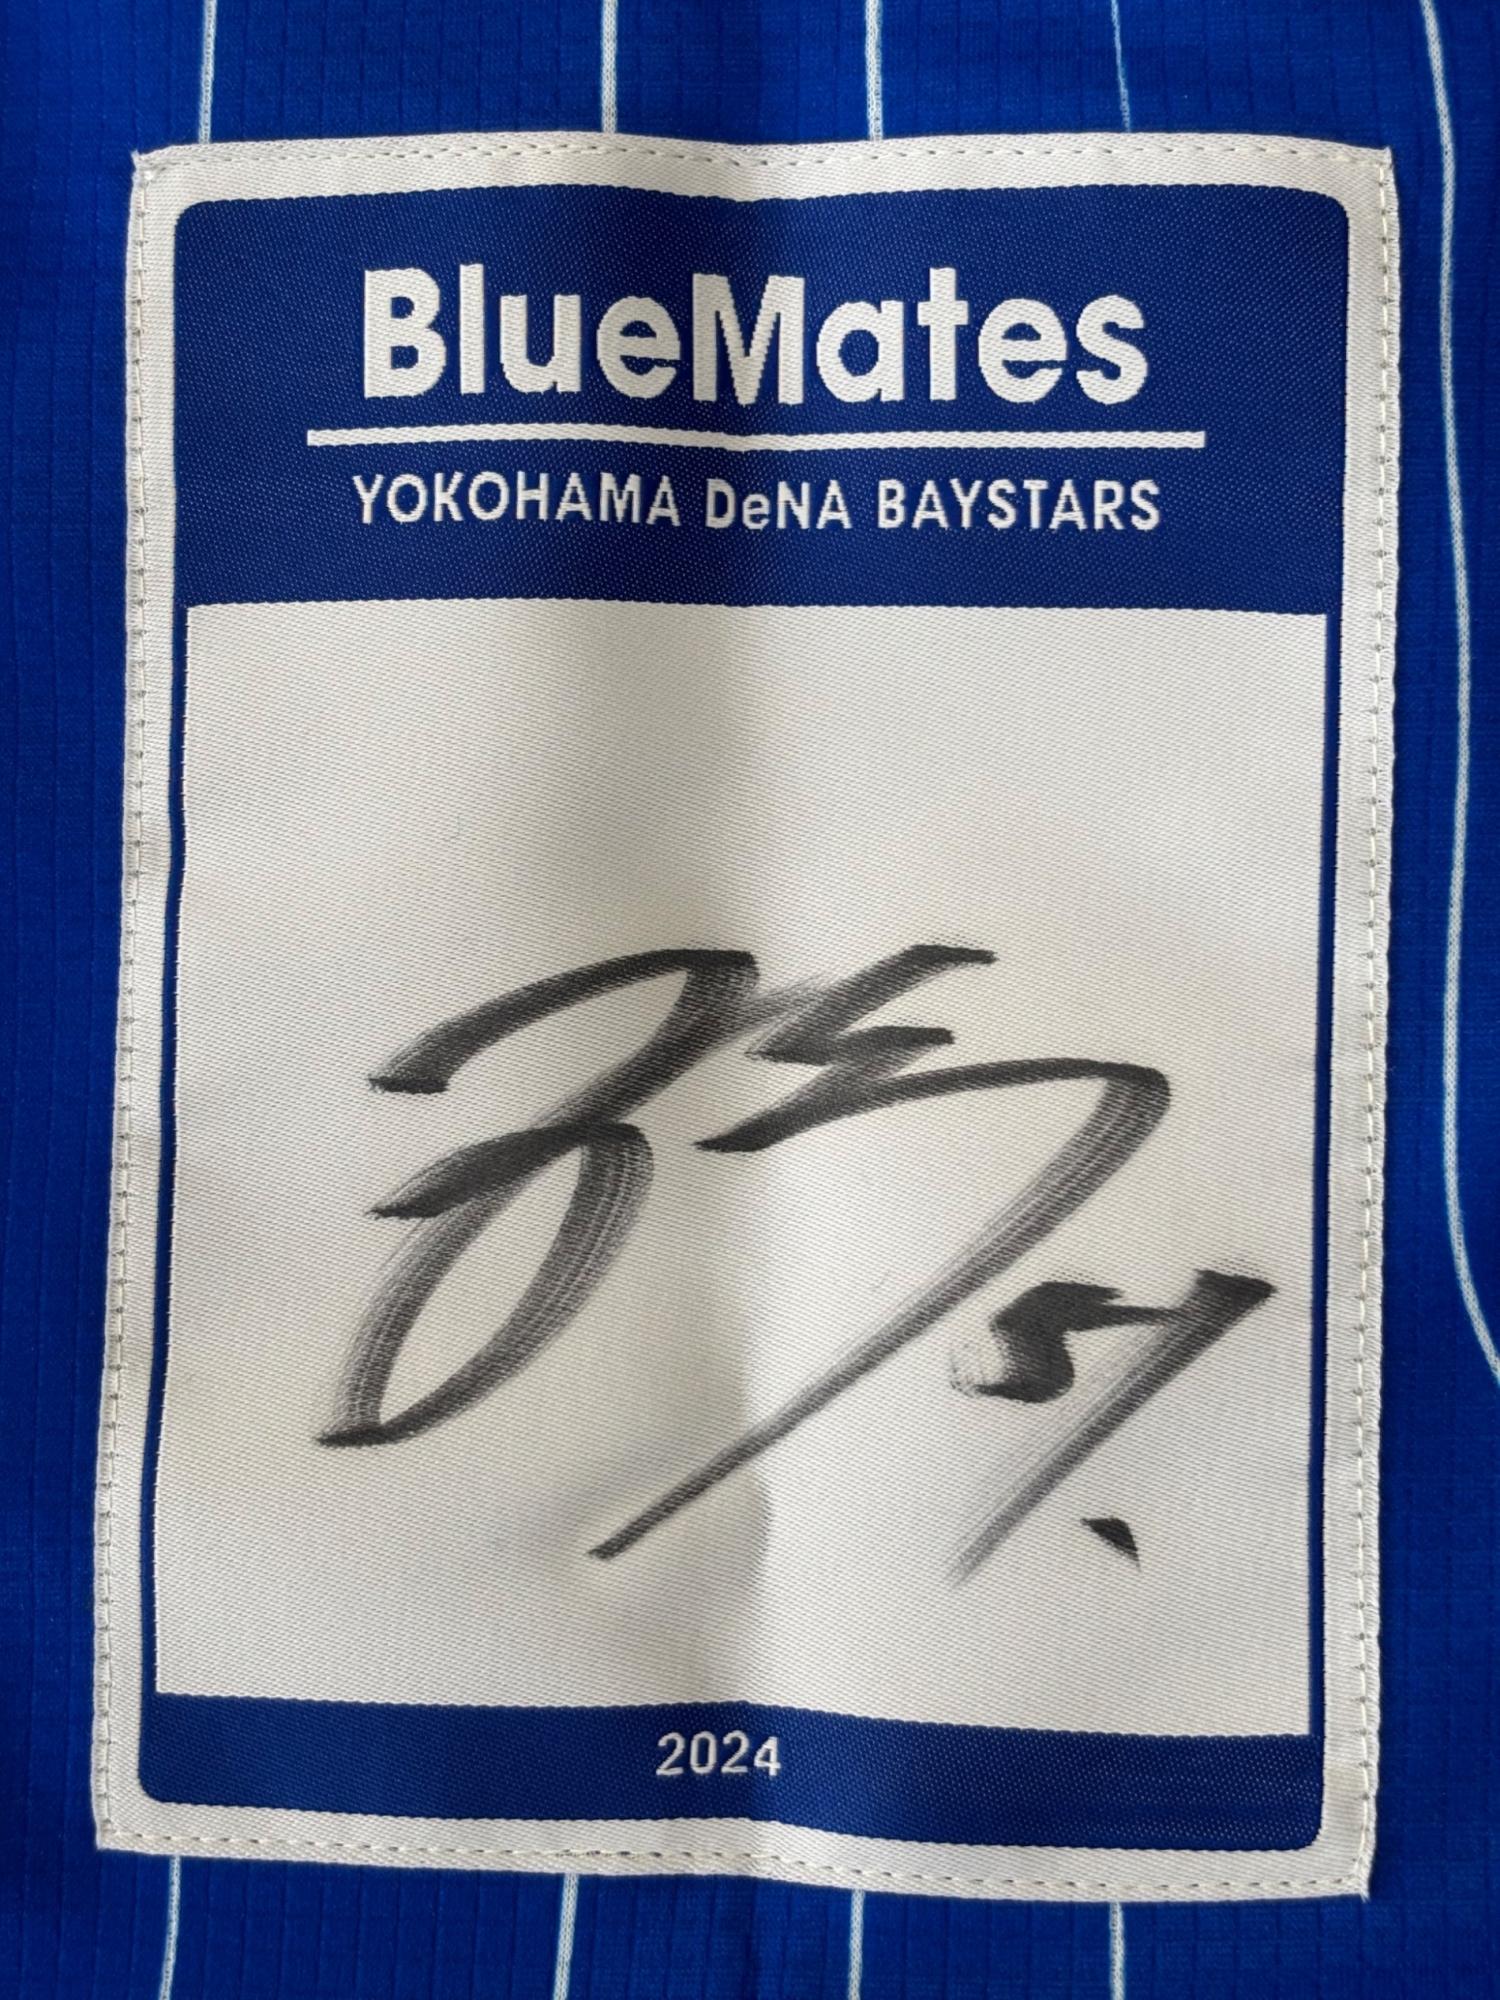 BlueMates
YOKOHAMA DeNA BAYSTARS
2024